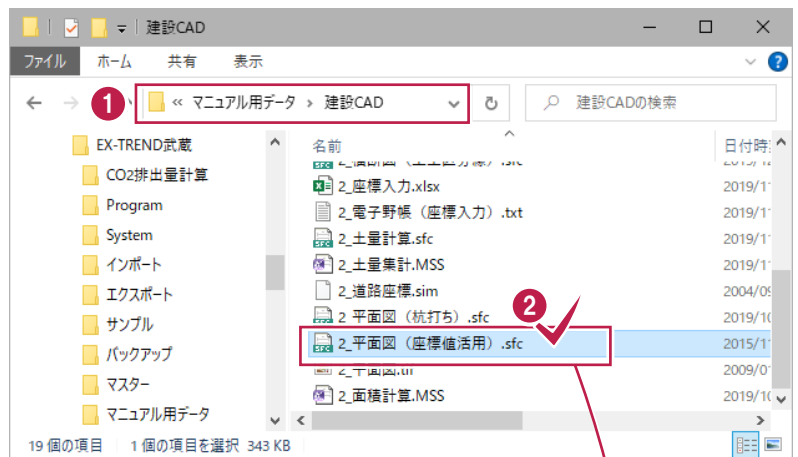 建設CAD
ファイル ホーム 共有 表示
1 « マニュアル用データ › 建設CAD 建設CADの検索
EX-TREND武蔵
CO2排出量計算
Program
System
インポート
エクスポート
サンプル
バックアップ
マスター
マニュアル用データ
名前 日付時
2_座標入力.xlsx 2019/1
2_電子野帳（座標入力）.txt 2019/1
2_土量計算.sfc 2019/1
2_土量集計.MSS 2019/1
2_道路座標.sim 2004/09
2
2_平面図（杭打ち）.sfc 2019/10
2_平面図（座標値活用）.sfc 2015/1
2_平面図.tif 2009/0
2_面積計算.MSS 2019/10
19 個の項目 1 個の項目を選択 343 KB